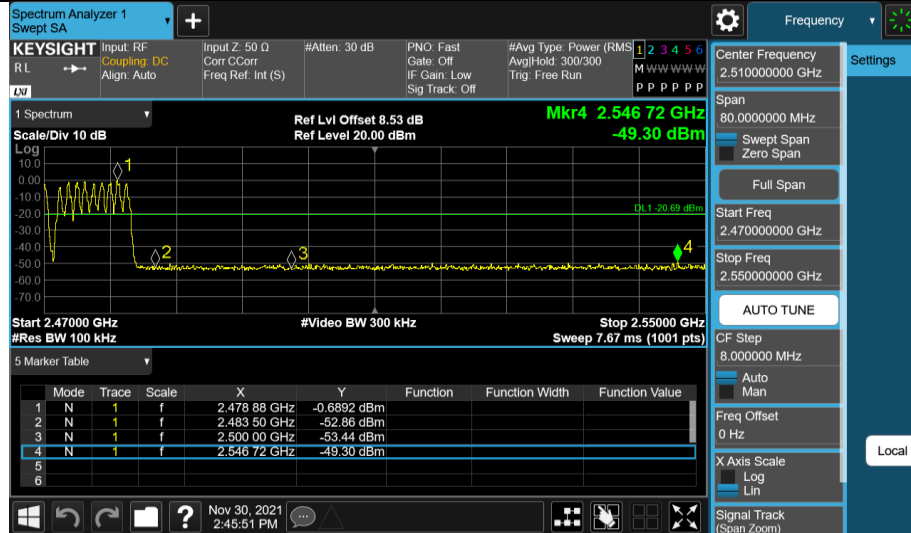 Spectrum Analyzer 1
Swept SA
+
Frequency
KEYSIGHT
RL
LXI
Input: RF
Coupling: DC
Align: Auto
Input Z: 50 Ω
Corr CCorr
Freq Ref: Int (S)
#Atten: 30 dB
PNO: Fast
Gate: Off
IF Gain: Low
Sig Track: Off
#Avg Type: Power (RMS
Avg|Hold: 300/300
Trig: Free Run
1 2 3 4 5 6
M W W W W W
P P P P P P
1 Spectrum
Scale/Div 10 dB
Ref Lvl Offset 8.53 dB
Ref Level 20.00 dBm
Mkr4 2.546 72 GHz
-49.30 dBm
Log
10.0
0.00
-10.0
-20.0
-30.0
-40.0
-50.0
-60.0
-70.0
1
2
3
4
DL1 -20.69 dBm
Start 2.47000 GHz
#Res BW 100 kHz
#Video BW 300 kHz
Stop 2.55000 GHz
Sweep 7.67 ms (1001 pts)
5 Marker Table
Mode Trace Scale X Y Function Function Width Function Value
1 N 1 f 2.478 88 GHz -0.6892 dBm
2 N 1 f 2.483 50 GHz -52.86 dBm
3 N 1 f 2.500 00 GHz -53.44 dBm
4 N 1 f 2.546 72 GHz -49.30 dBm
5
6
?
Nov 30, 2021
2:45:51 PM
Center Frequency
2.510000000 GHz
Settings
Span
80.0000000 MHz
Swept Span
Zero Span
Full Span
Start Freq
2.470000000 GHz
Stop Freq
2.550000000 GHz
AUTO TUNE
CF Step
8.000000 MHz
Auto
Man
Freq Offset
0 Hz
Local
X Axis Scale
Log
Lin
Signal Track
(Span Zoom)